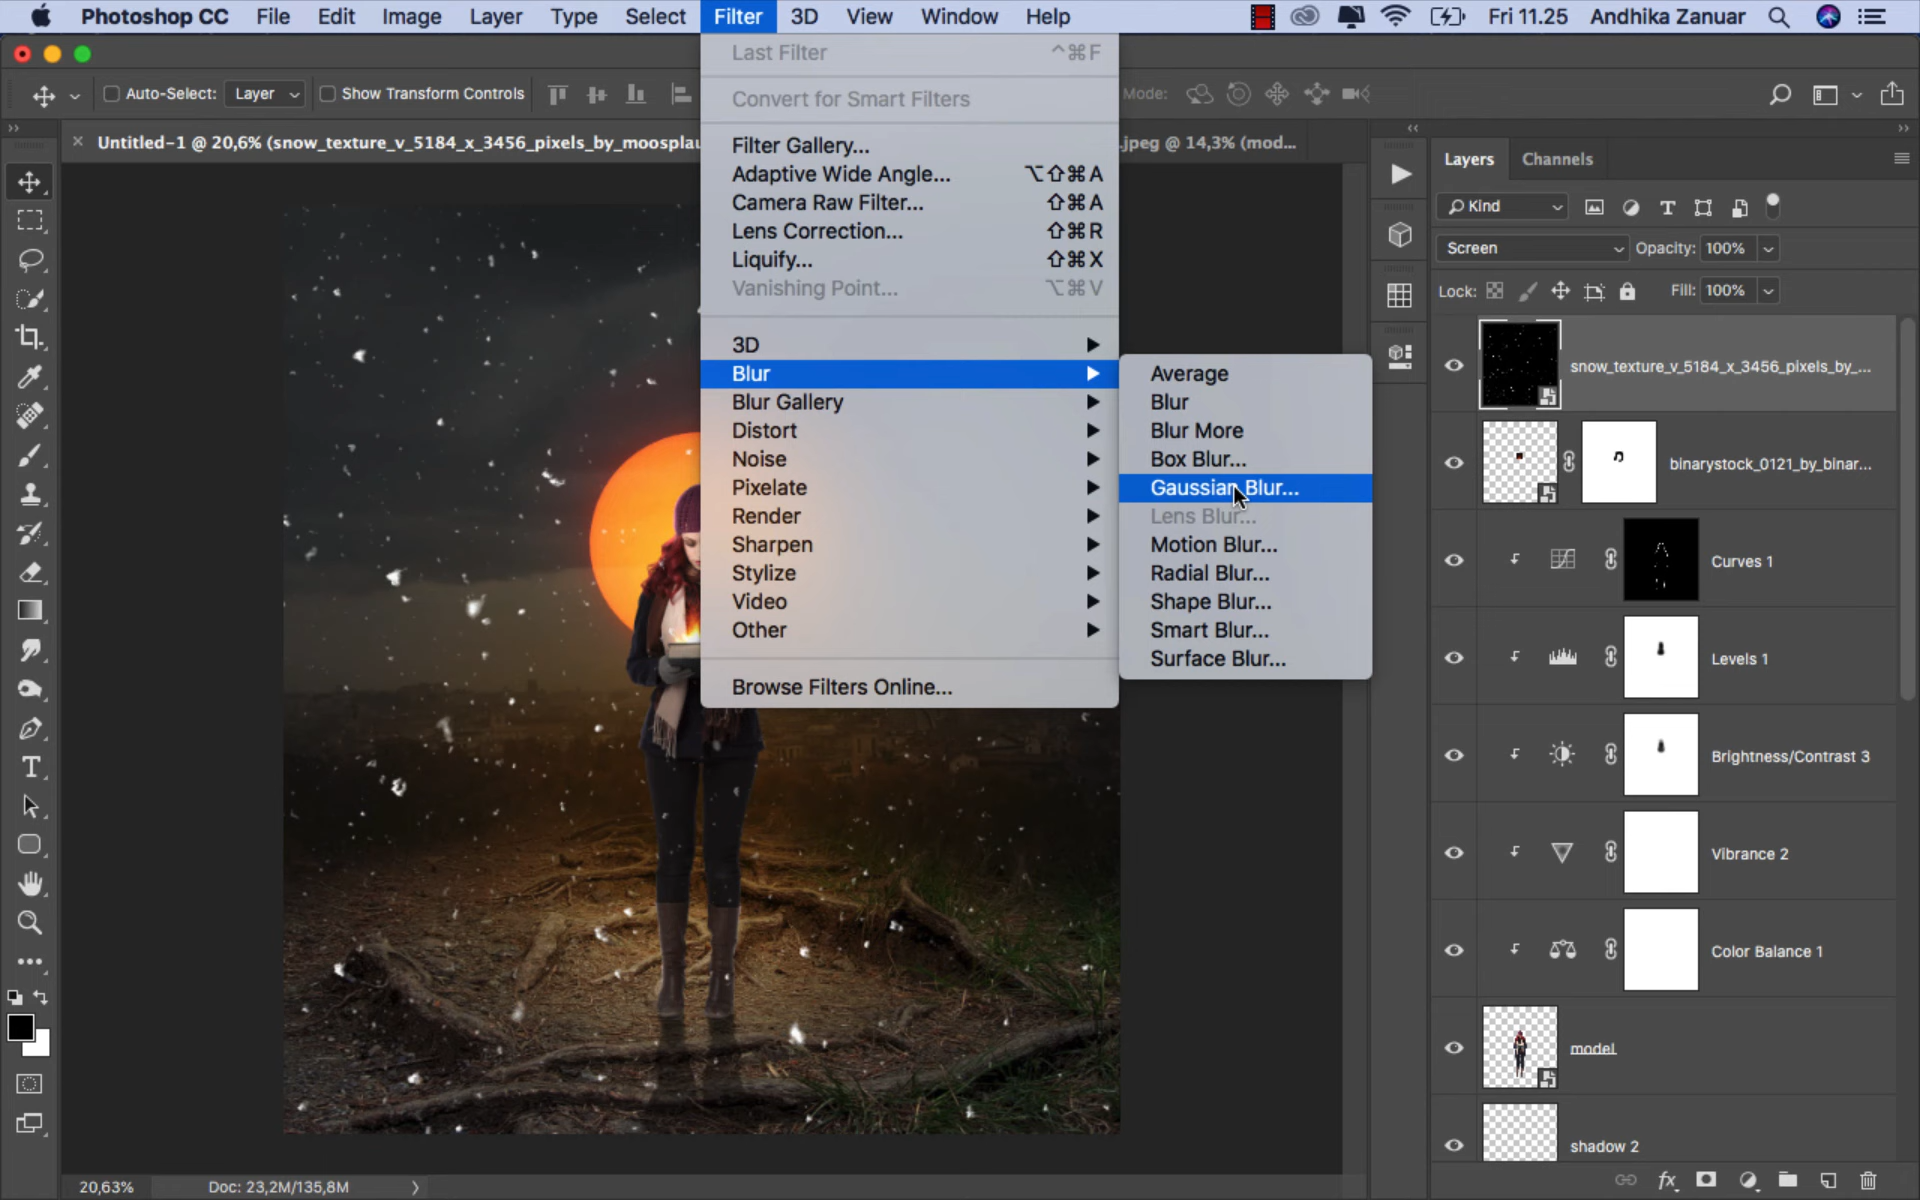 Photoshop CC File Edit Image Layer Type Select Filter 3D View Window Help Fri 11.25 Andhika Zanuar
Auto-Select: Layer Show Transform Controls Mode:
Untitled-1 @ 20,6% (snow_texture_v_5184_x_3456_pixels_by_moosplau .jpeg @ 14,3% (mod...
Last Filter ^⌘F
Convert for Smart Filters
Filter Gallery...
Adaptive Wide Angle... ⌥⇧⌘A
Camera Raw Filter... ⇧⌘A
Lens Correction... ⇧⌘R
Liquify... ⇧⌘X
Vanishing Point... ⌥⌘V
3D
Blur
Blur Gallery
Distort
Noise
Pixelate
Render
Sharpen
Stylize
Video
Other
Browse Filters Online...
Average
Blur
Blur More
Box Blur...
Gaussian Blur...
Lens Blur...
Motion Blur...
Radial Blur...
Shape Blur...
Smart Blur...
Surface Blur...
Layers Channels
Kind
Screen Opacity: 100%
Lock: Fill: 100%
snow_texture_v_5184_x_3456_pixels_by_...
binarystock_0121_by_binar...
Curves 1
Levels 1
Brightness/Contrast 3
Vibrance 2
Color Balance 1
model
shadow 2
20,63% Doc: 23,2M/135,8M